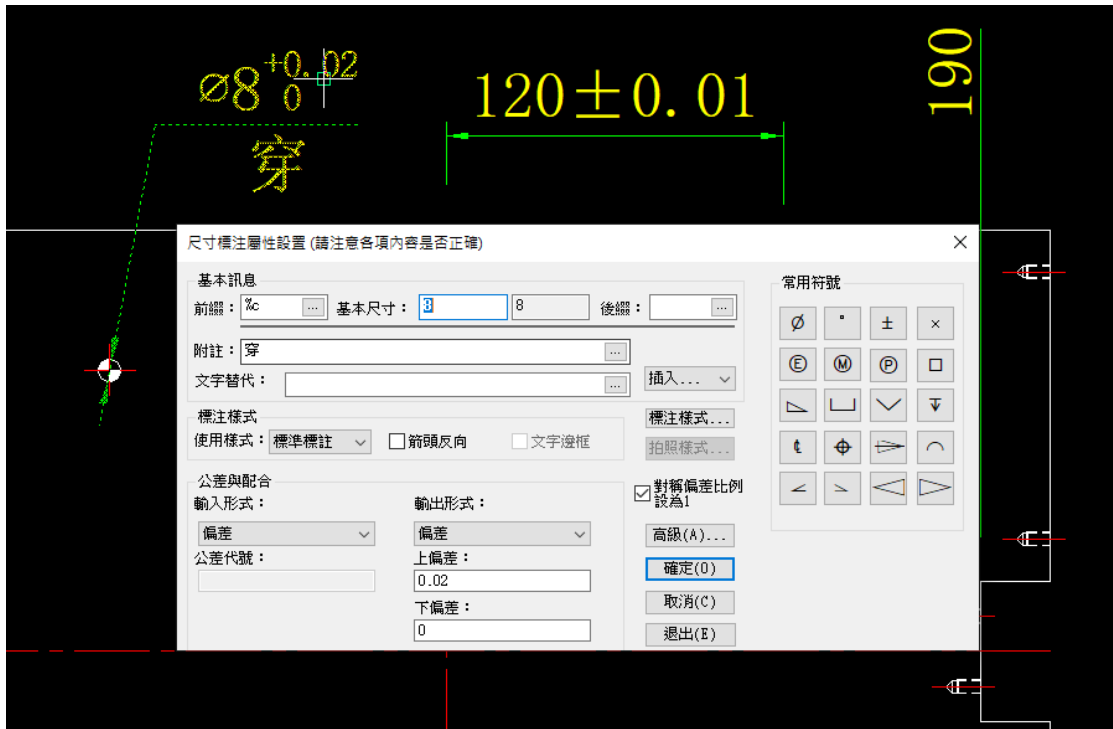 ⌀8 +0.02 0
穿
120±0.01
190
尺寸標注屬性設置 (請注意各項內容是否正確)
基本訊息
前綴： %c ... 基本尺寸： 8 8 後綴： ...
附註： 穿 ...
文字替代： ... 插入...
標注樣式
使用樣式： 標準標註 箭頭反向 文字邊框
標注樣式...
拍照樣式...
公差與配合
輸入形式： 輸出形式：
偏差 偏差
公差代號： 上偏差：
0.02
下偏差：
0
對稱偏差比例
設為1
高級(A)...
確定(O)
取消(C)
退出(E)
常用符號
Ø ° ± ×
Ⓔ Ⓜ Ⓟ □
℄